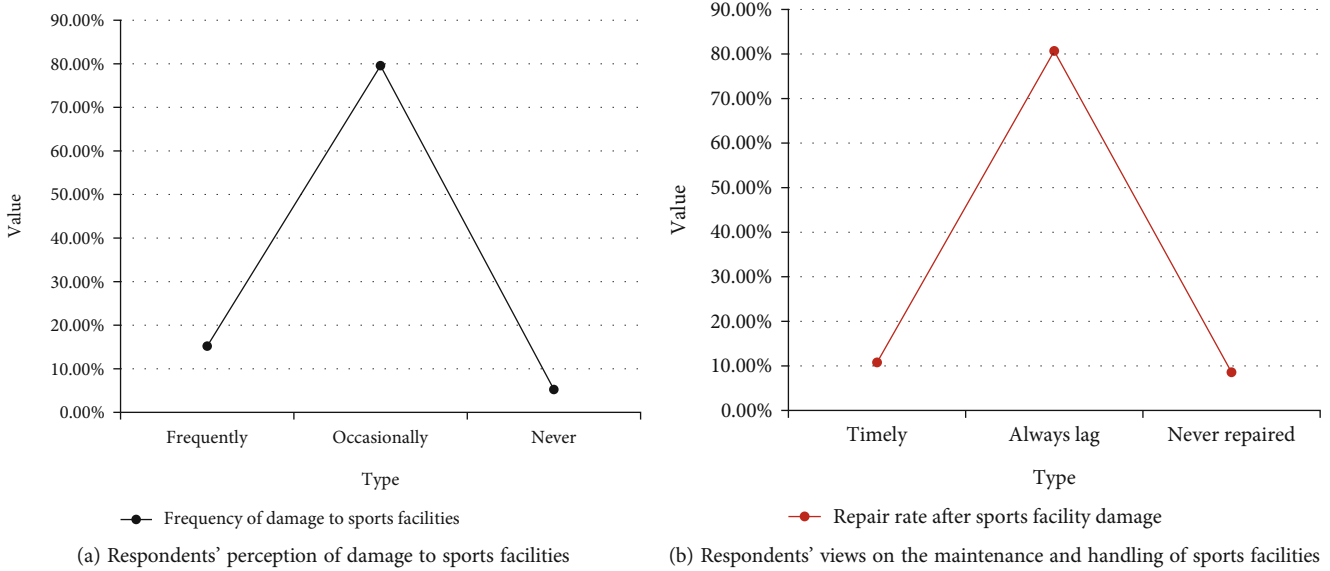 90.00%
80.00%
70.00%
60.00%
50.00%
40.00%
30.00%
20.00%
10.00%
0.00%
Value
Frequently Occasionally Never
Type
Frequency of damage to sports facilities
(a) Respondents' perception of damage to sports facilities
90.00%
80.00%
70.00%
60.00%
50.00%
40.00%
30.00%
20.00%
10.00%
0.00%
Value
Timely Always lag Never repaired
Type
Repair rate after sports facility damage
(b) Respondents' views on the maintenance and handling of sports facilities